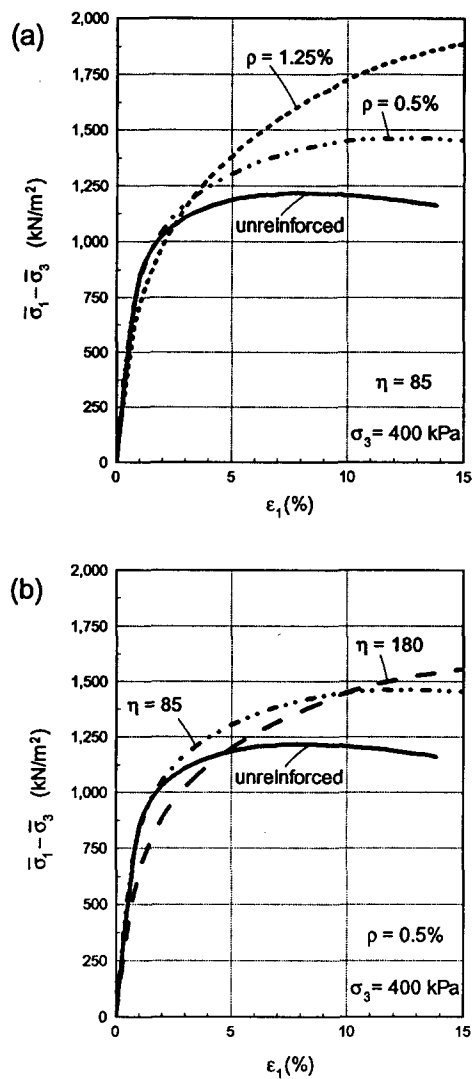 (a)
2,000
1,750
1,500
1,250
1,000
750
500
250
0
σ̅₁ – σ̅₃ (kN/m²)
ρ = 1.25%
ρ = 0.5%
unreinforced
η = 85
σ₃ = 400 kPa
0 5 10 15
ε₁(%)
(b)
2,000
1,750
1,500
1,250
1,000
750
500
250
0
σ̅₁ – σ̅₃ (kN/m²)
η = 180
η = 85
unreinforced
ρ = 0.5%
σ₃ = 400 kPa
0 5 10 15
ε₁(%)